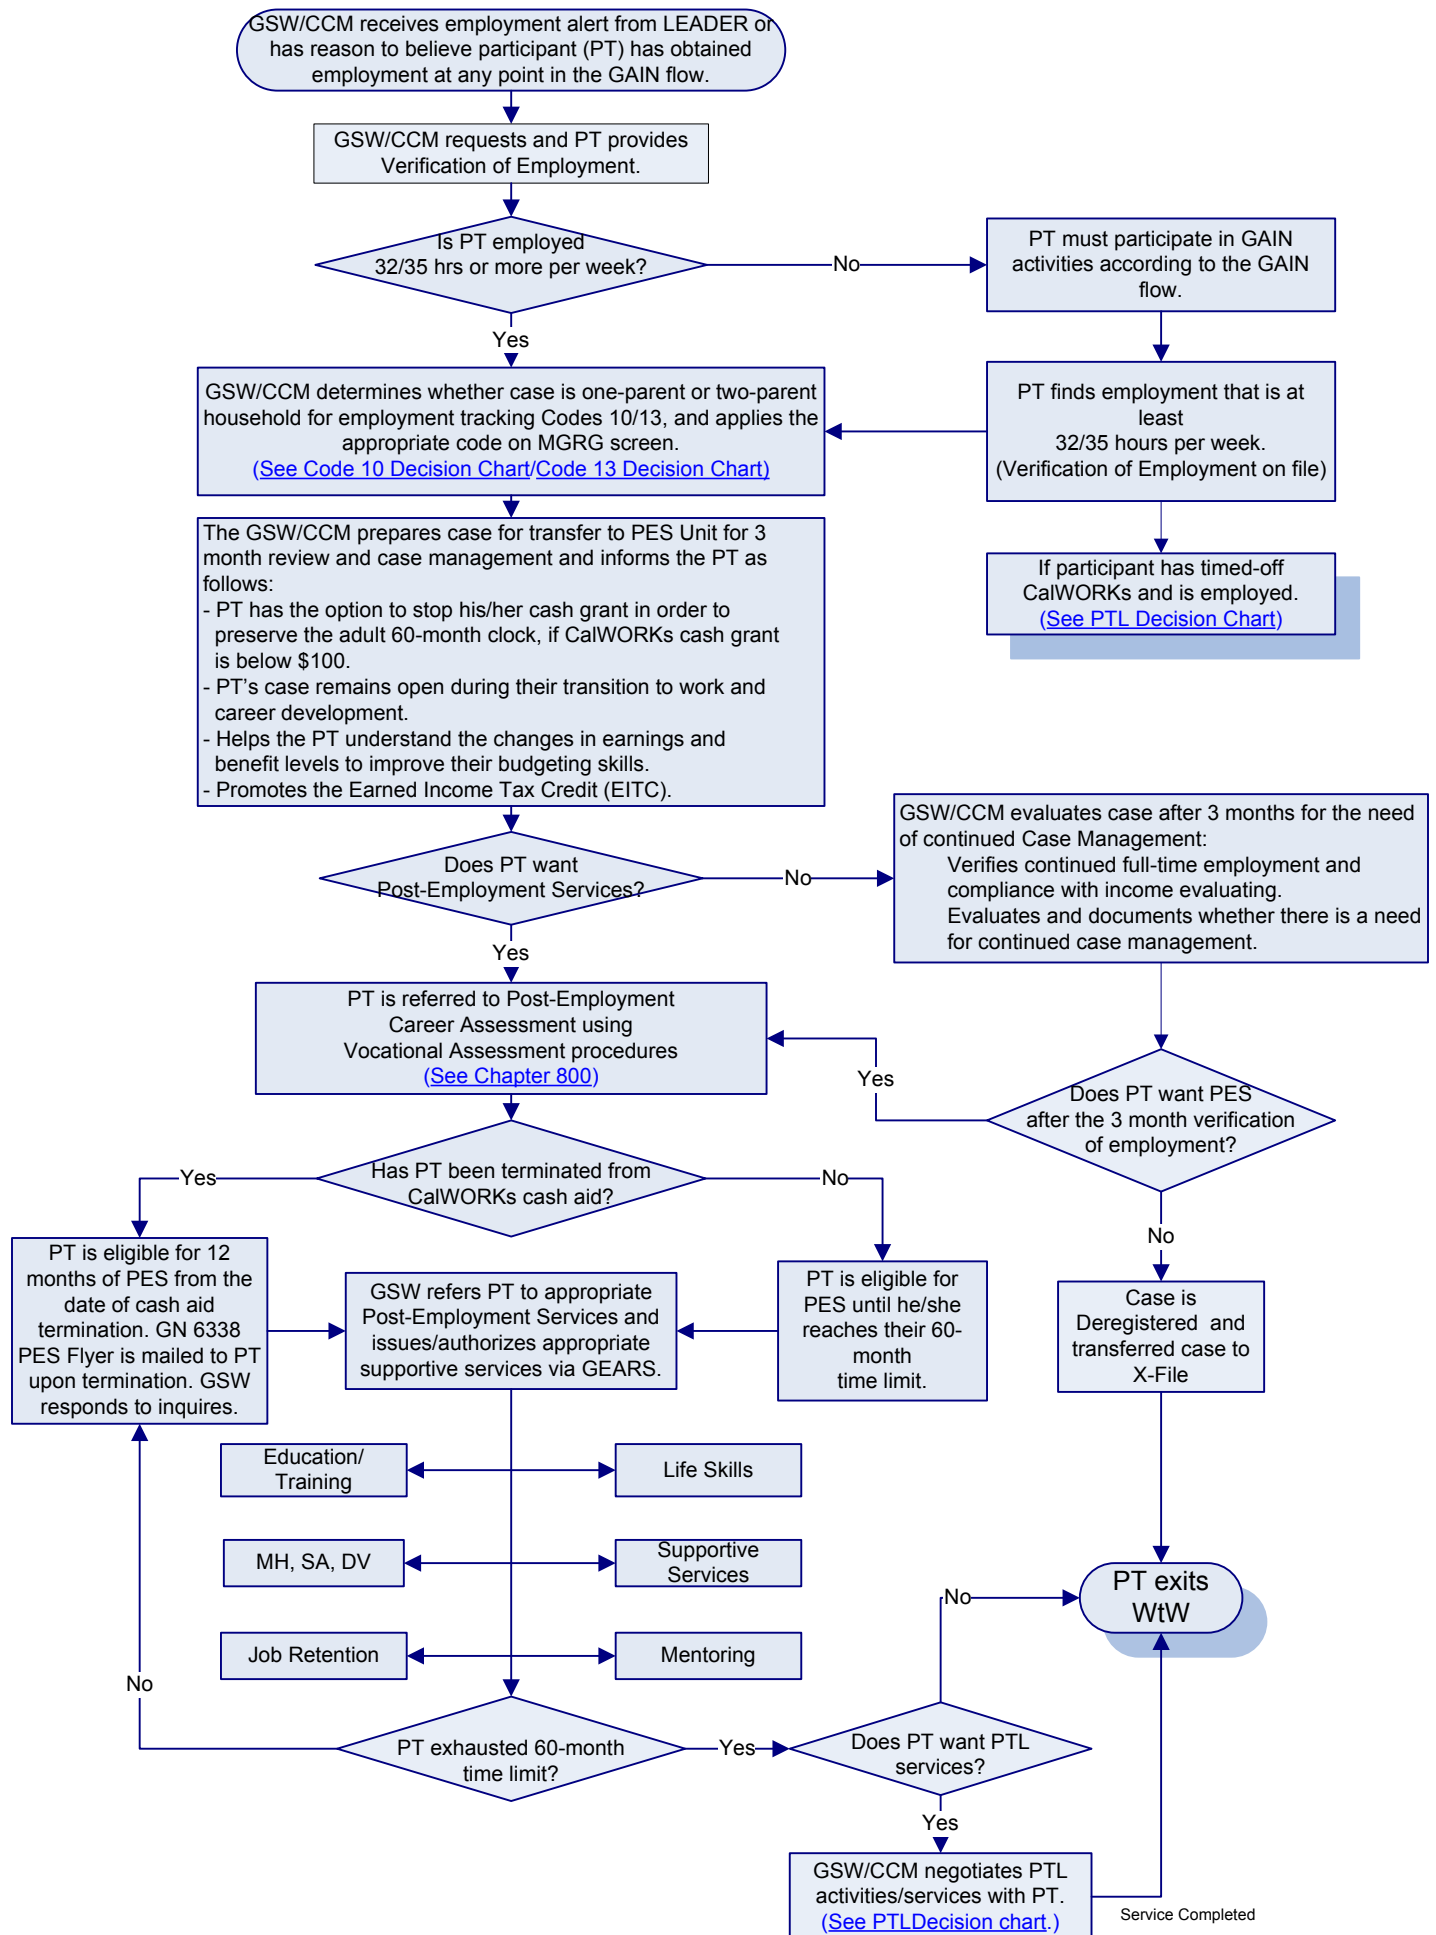 GSW/CCM receives employment alert from LEADER or
has reason to believe participant (PT) has obtained
employment at any point in the GAIN flow.
GSW/CCM requests and PT provides
Verification of Employment.
Is PT employed
32/35 hrs or more per week?
No
PT must participate in GAIN
activities according to the GAIN
flow.
Yes
GSW/CCM determines whether case is one-parent or two-parent
household for employment tracking Codes 10/13, and applies the
appropriate code on MGRG screen.
(See Code 10 Decision Chart/Code 13 Decision Chart)
PT finds employment that is at
least
32/35 hours per week.
(Verification of Employment on file)
The GSW/CCM prepares case for transfer to PES Unit for 3
month review and case management and informs the PT as
follows:
- PT has the option to stop his/her cash grant in order to
preserve the adult 60-month clock, if CalWORKs cash grant
is below $100.
- PT’s case remains open during their transition to work and
career development.
- Helps the PT understand the changes in earnings and
benefit levels to improve their budgeting skills.
- Promotes the Earned Income Tax Credit (EITC).
If participant has timed-off
CalWORKs and is employed.
(See PTL Decision Chart)
Does PT want
Post-Employment Services?
No
GSW/CCM evaluates case after 3 months for the need
of continued Case Management:
Verifies continued full-time employment and
compliance with income evaluating.
Evaluates and documents whether there is a need
for continued case management.
Yes
PT is referred to Post-Employment
Career Assessment using
Vocational Assessment procedures
(See Chapter 800)
Yes
Does PT want PES
after the 3 month verification
of employment?
Has PT been terminated from
CalWORKs cash aid?
Yes
No
No
PT is eligible for 12
months of PES from the
date of cash aid
termination. GN 6338
PES Flyer is mailed to PT
upon termination. GSW
responds to inquires.
GSW refers PT to appropriate
Post-Employment Services and
issues/authorizes appropriate
supportive services via GEARS.
PT is eligible for
PES until he/she
reaches their 60-
month
time limit.
Case is
Deregistered and
transferred case to
X-File
Education/
Training
Life Skills
MH, SA, DV
Supportive
Services
Job Retention
Mentoring
No
PT exits
WtW
No
PT exhausted 60-month
time limit?
Yes
Does PT want PTL
services?
Yes
GSW/CCM negotiates PTL
activities/services with PT.
(See PTLDecision chart.)
Service Completed